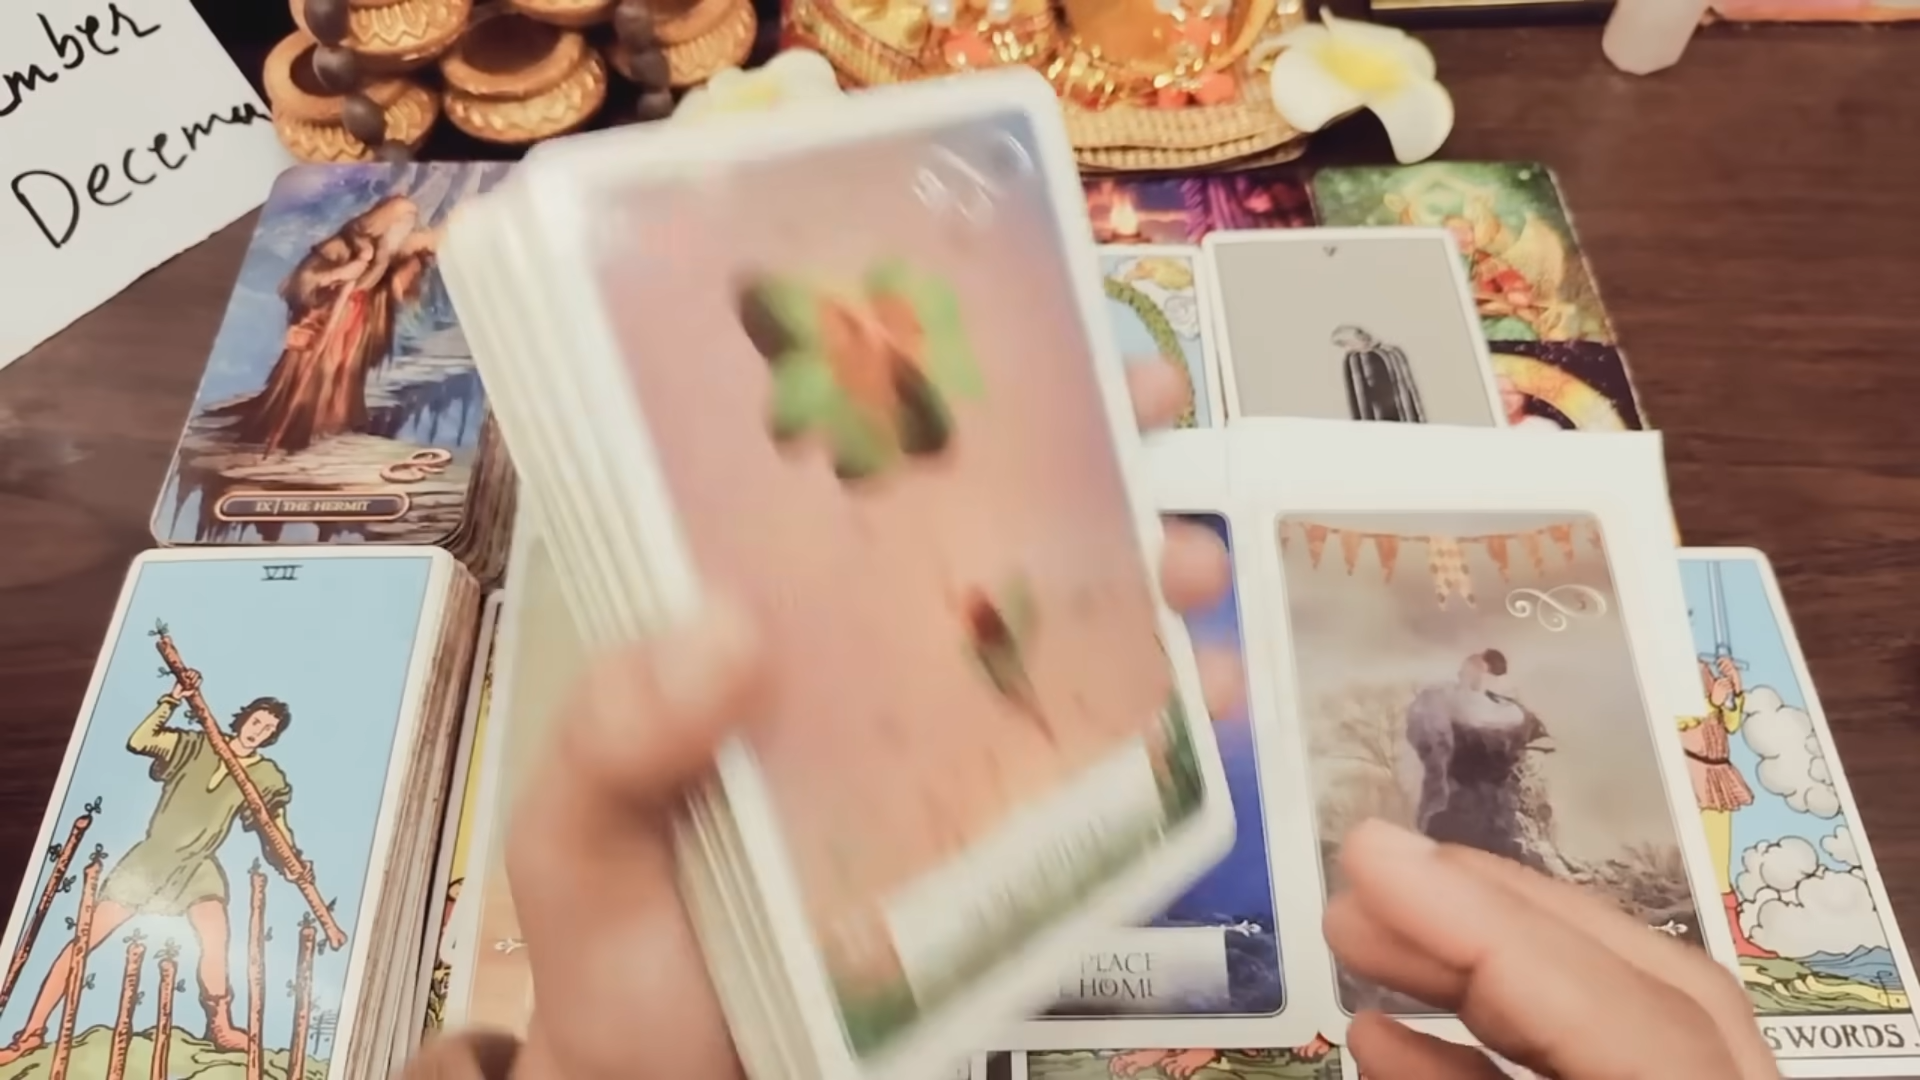 mber
Decem
IX | THE HERMIT
VII
V
PLACE
HOME
SWORDS